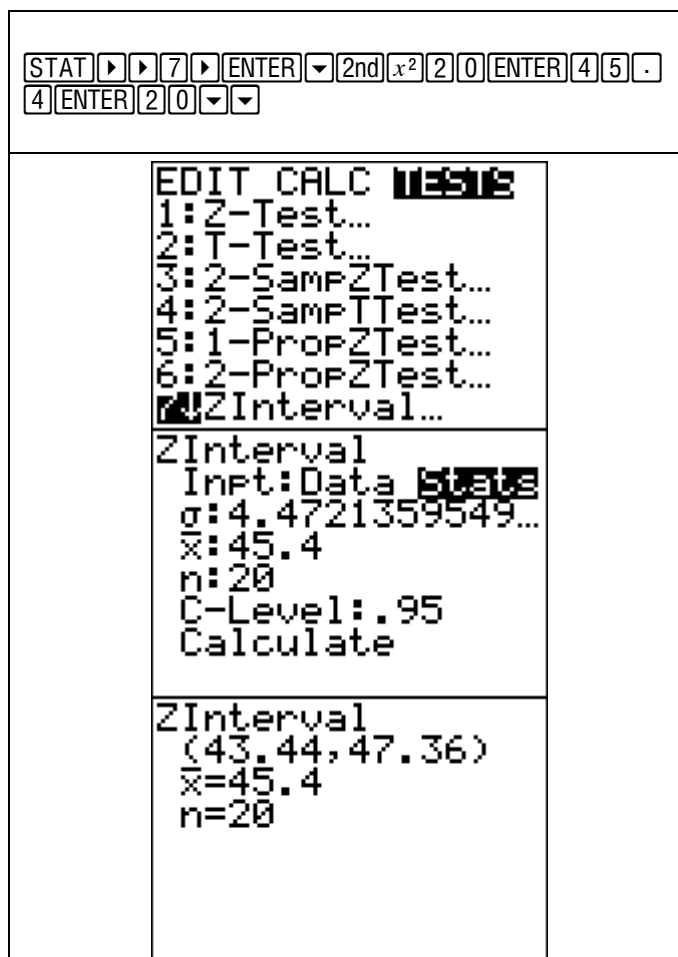 STAT ▶ ▶ 7 ▶ ENTER ▼ 2nd x² 2 0 ENTER 4 5 .
4 ENTER 2 0 ▼ ▼
EDIT CALC TESTS
1:Z-Test…
2:T-Test…
3:2-SampZTest…
4:2-SampTTest…
5:1-PropZTest…
6:2-PropZTest…
7↓ZInterval…
ZInterval
Inpt:Data Stats
σ:4.4721359549…
x̄:45.4
n:20
C-Level:.95
Calculate
ZInterval
(43.44,47.36)
x̄=45.4
n=20